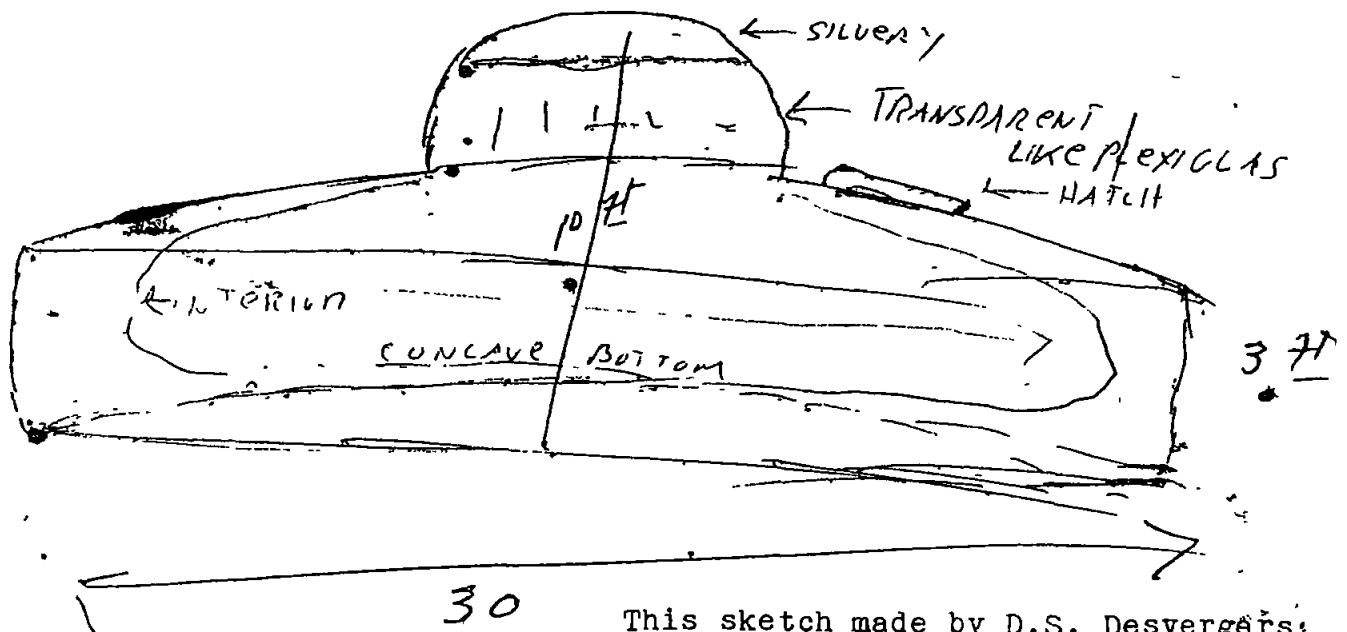 SILVERY
TRANSPARENT
LIKE PLEXIGLAS
HATCH
10 ft
INTERIOR
CONCAVE BOTTOM
3 ft
30
This sketch made by D.S. Desvergers.